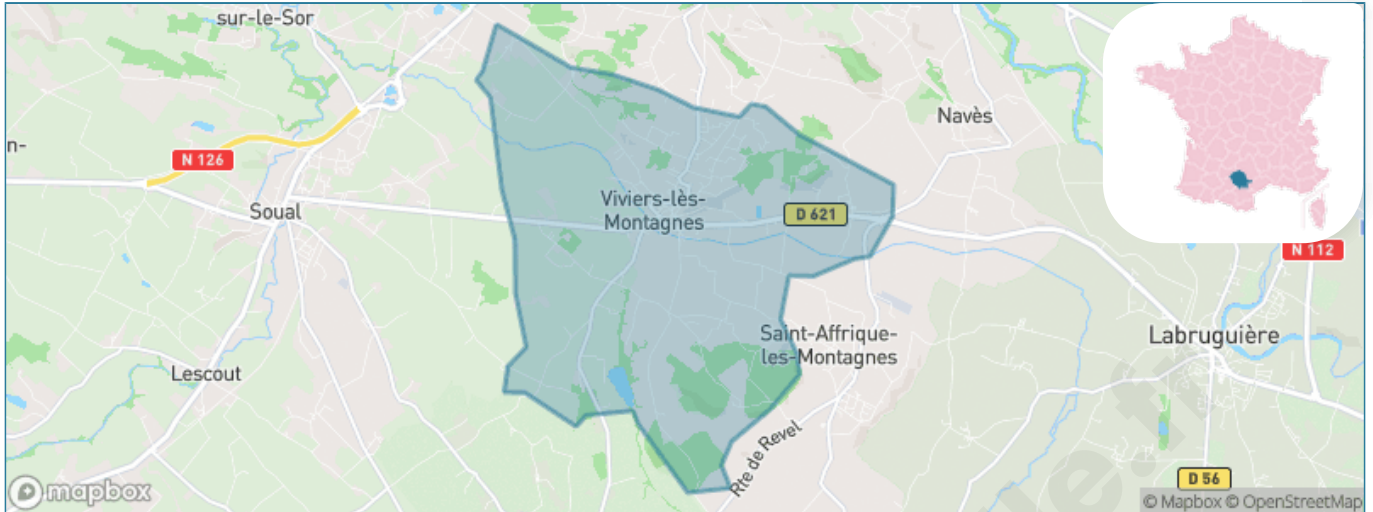 sur-le-Sor
Navès
n-
N 126
Viviers-lès-
Montagnes
D 621
Soual
N 112
Saint-Affrique-
les-Montagnes
Labruguière
Lescout
Rte de Revel
D 56
mapbox
© Mapbox © OpenStreetMap